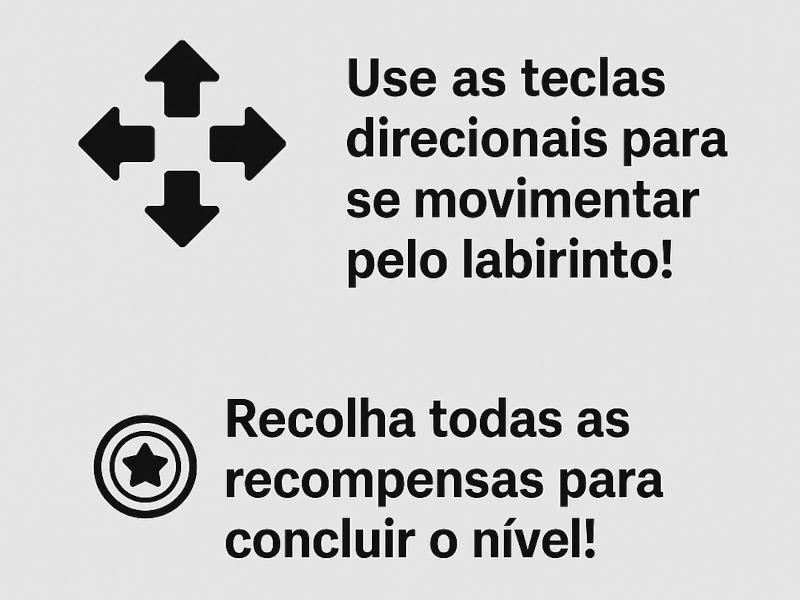 Use as teclas
direcionais para
se movimentar
pelo labirinto!
Recolha todas as
recompensas para
concluir o nível!